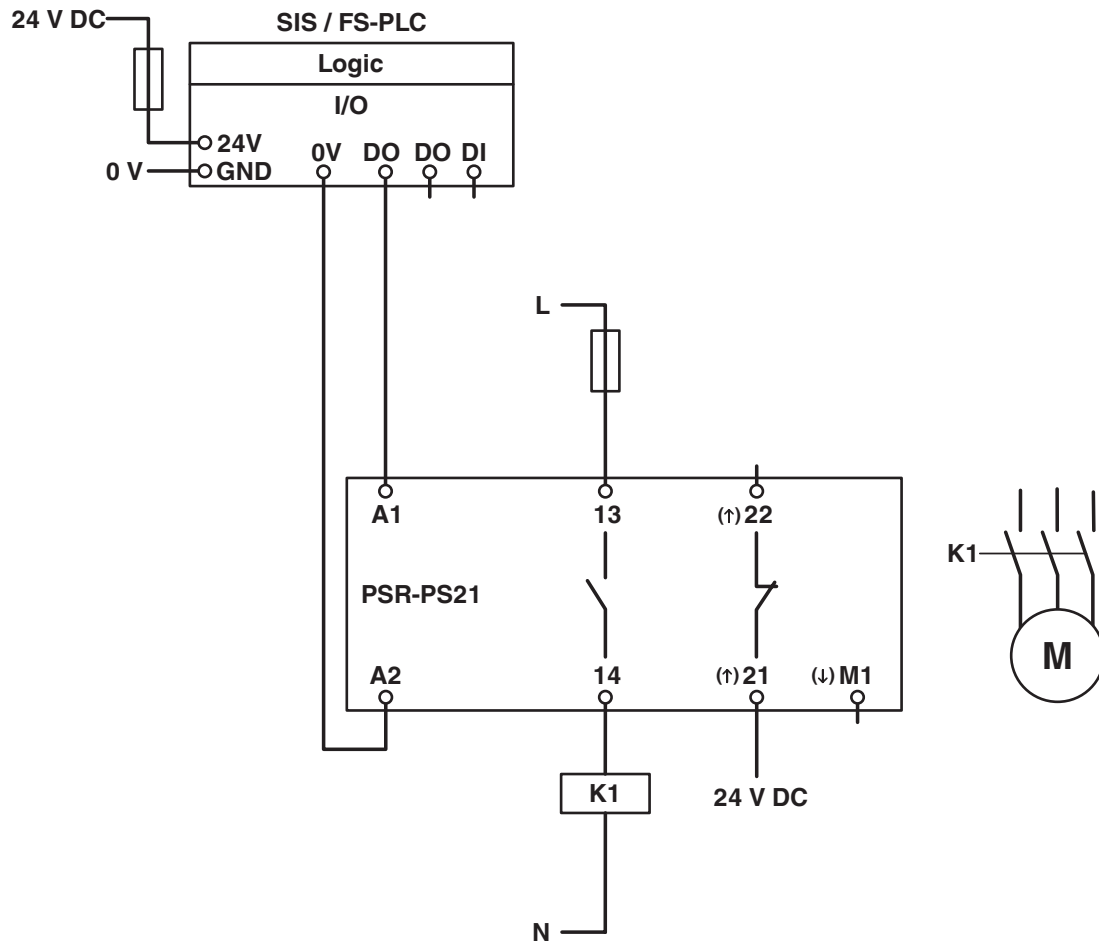 24 V DC
SIS / FS-PLC
Logic
I/O
24V
0V DO DO DI
0 V
GND
L
A1
13
(↑) 22
K1
PSR-PS21
M
A2
14
(↑) 21
(↓) M1
K1
24 V DC
N